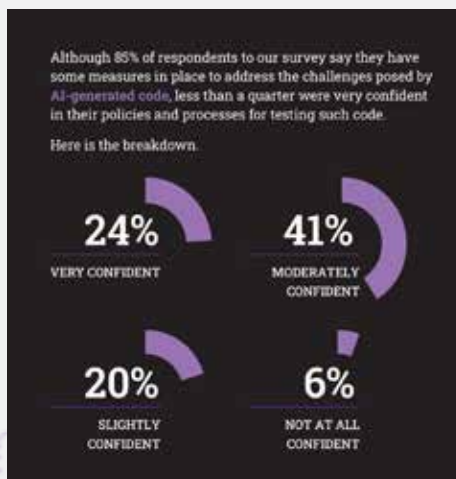 Although 85% of respondents to our survey say they have
some measures in place to address the challenges posed by
AI-generated code, less than a quarter were very confident
in their policies and processes for testing such code.
Here is the breakdown.
24%
VERY CONFIDENT
41%
MODERATELY
CONFIDENT
20%
SLIGHTLY
CONFIDENT
6%
NOT AT ALL
CONFIDENT